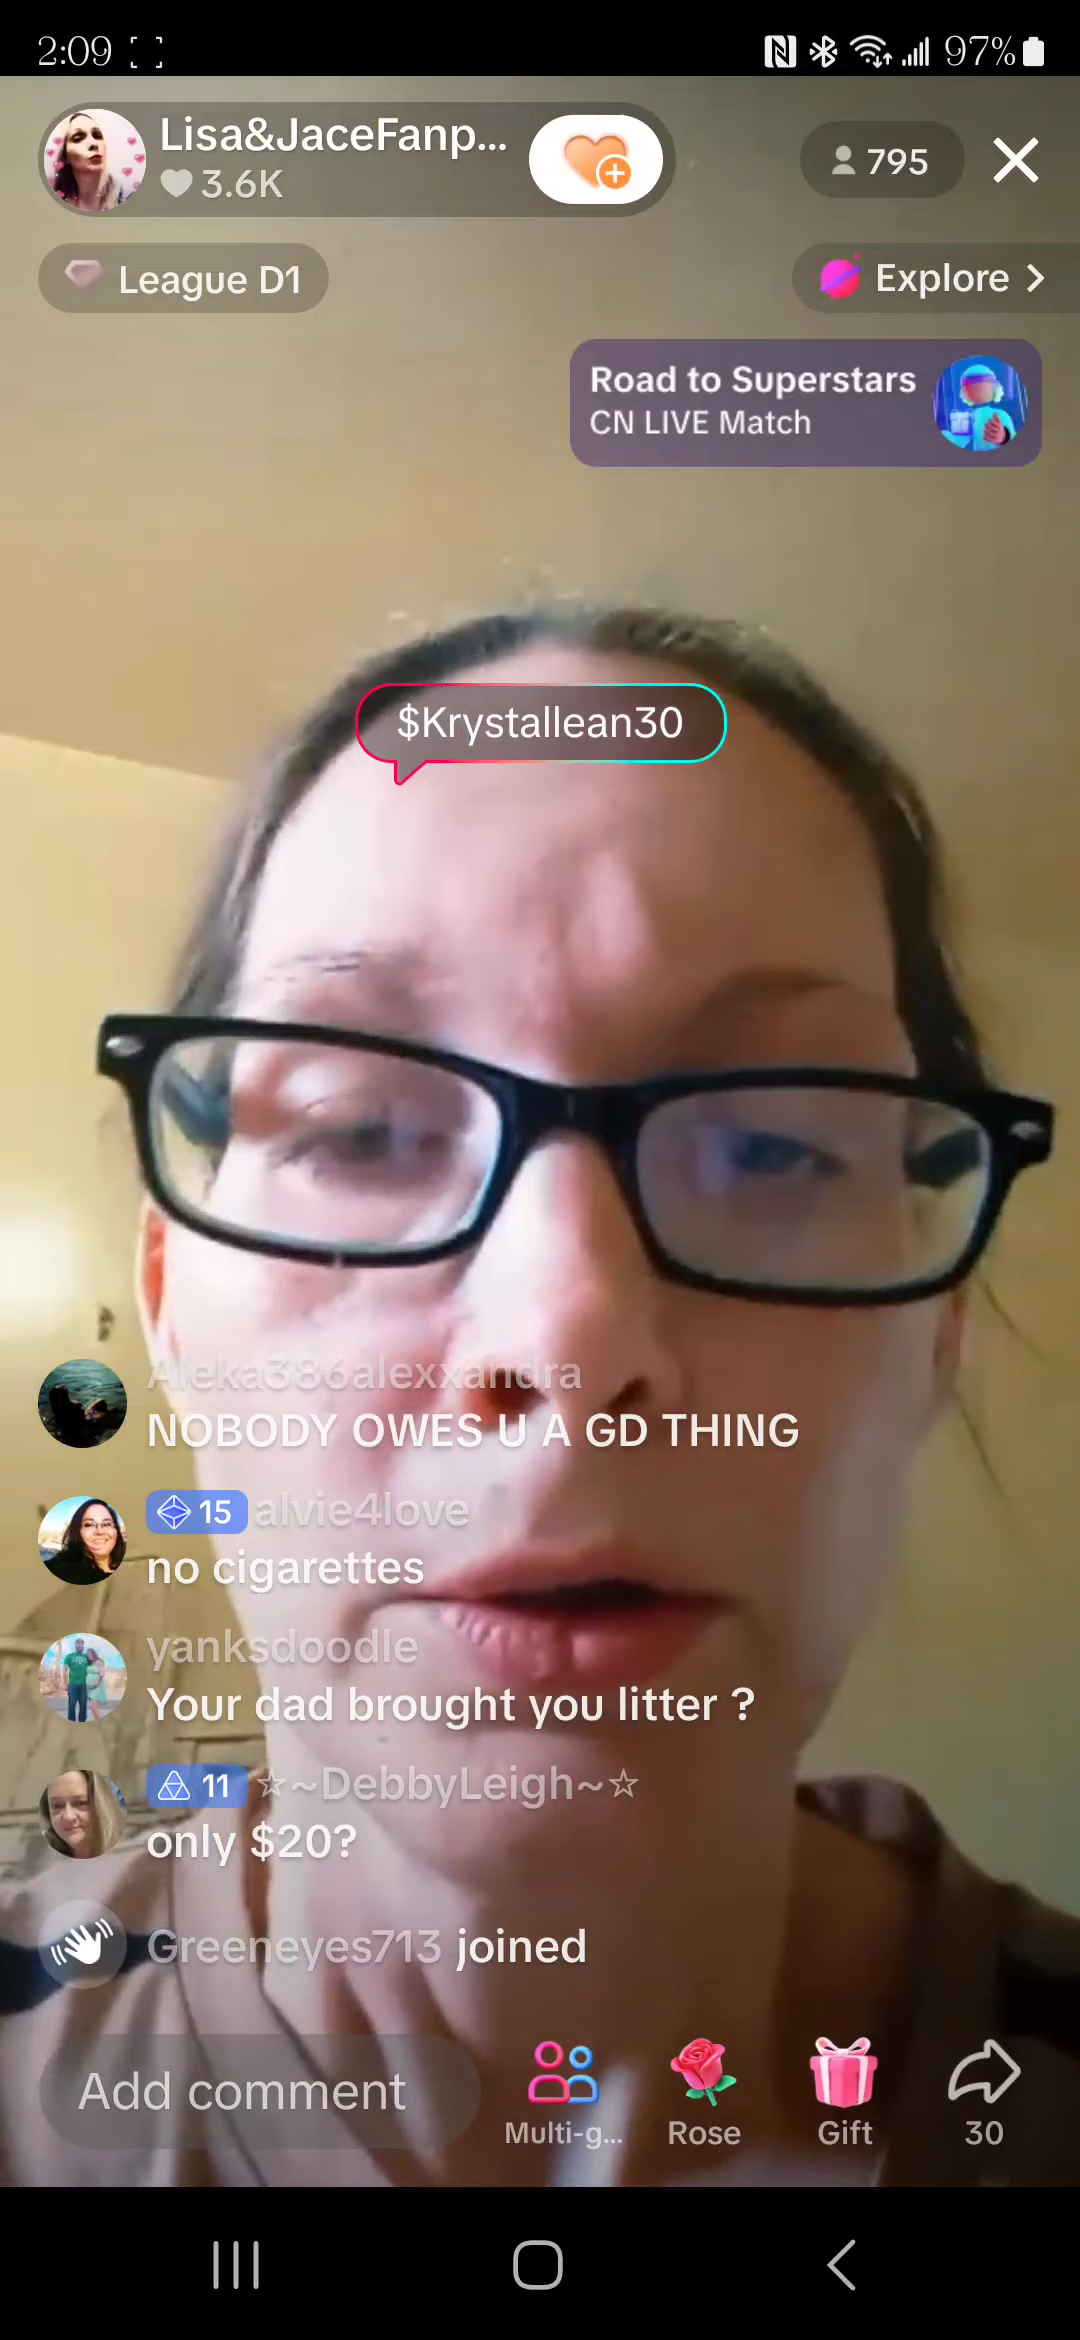 2:09
97%
Lisa&JaceFanp...
3.6K
795
League D1
Explore
Road to Superstars
CN LIVE Match
$Krystallean30
Aleka386alexxandra
NOBODY OWES U A GD THING
15 alvie4love
no cigarettes
yanksdoodle
Your dad brought you litter ?
11 ☆~DebbyLeigh~☆
only $20?
Greeneyes713 joined
Add comment
Multi-g...
Rose
Gift
30